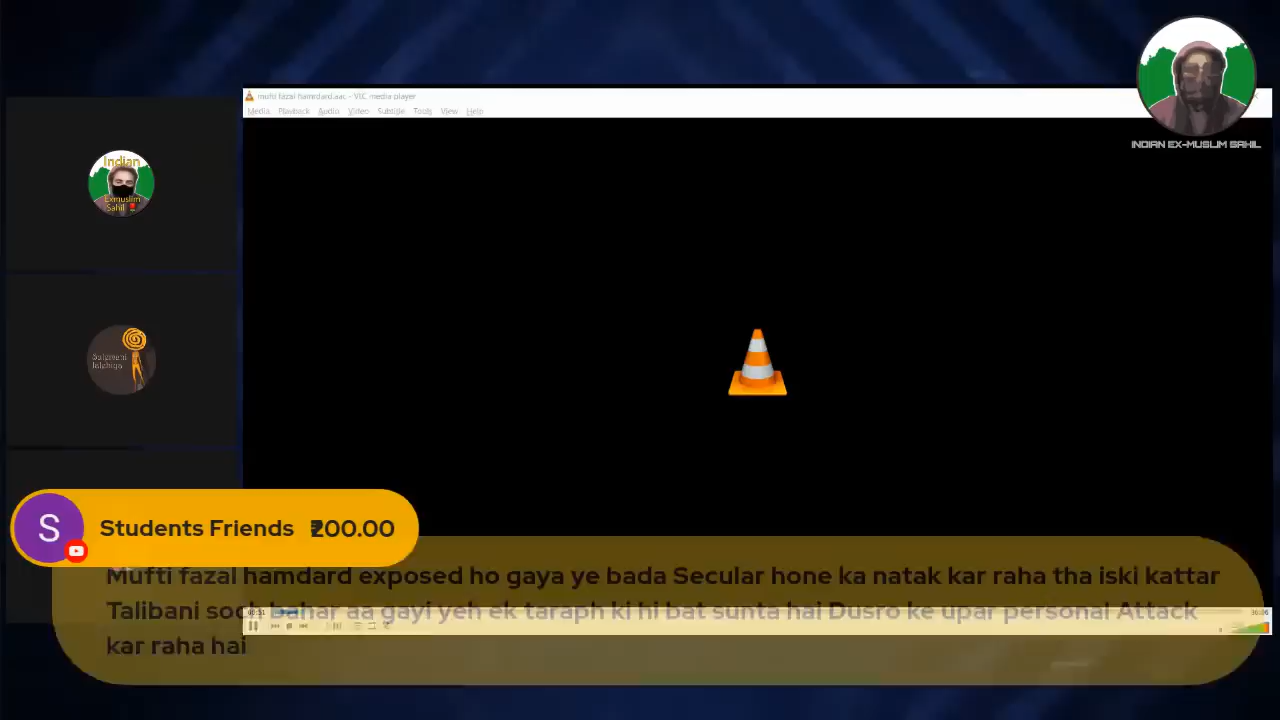 mufti fazal hamrdard.aac - VLC media player
Media Playback Audio Video Subtitle Tools View Help
INDIAN EX-MUSLIM SAHIL
Indian
Exmuslim
Sahil
S
Students Friends ₹200.00
Mufti fazal hamdard exposed ho gaya ye bada Secular hone ka natak kar raha tha iski kattar
Talibani soch bahar aa gayi yeh ek taraph ki hi bat sunta hai Dusro ke upar personal Attack
kar raha hai